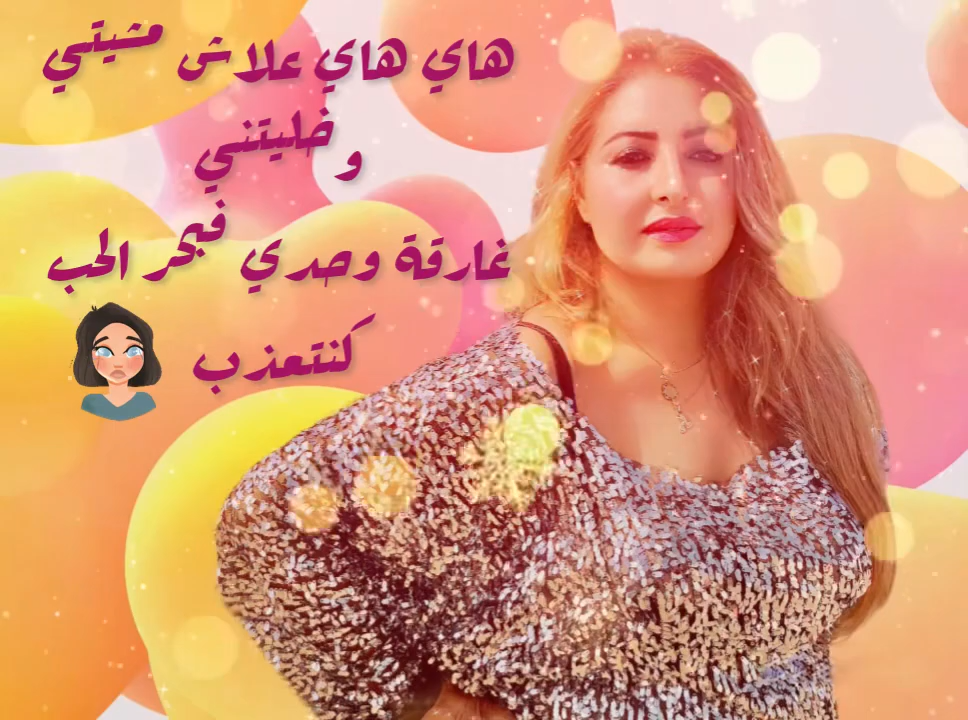 هاي هاي علاش مشيتي
و خليتني
غارقة وحدي فبحر الحب
كنتعذب